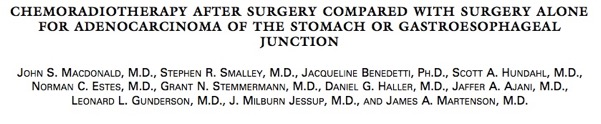 CHEMORADIOTHERAPY AFTER SURGERY COMPARED WITH SURGERY ALONE
FOR ADENOCARCINOMA OF THE STOMACH OR GASTROESOPHAGEAL
JUNCTION
JOHN S. MACDONALD, M.D., STEPHEN R. SMALLEY, M.D., JACQUELINE BENEDETTI, PH.D., SCOTT A. HUNDAHL, M.D.,
NORMAN C. ESTES, M.D., GRANT N. STEMMERMANN, M.D., DANIEL G. HALLER, M.D., JAFFER A. AJANI, M.D.,
LEONARD L. GUNDERSON, M.D., J. MILBURN JESSUP, M.D., AND JAMES A. MARTENSON, M.D.